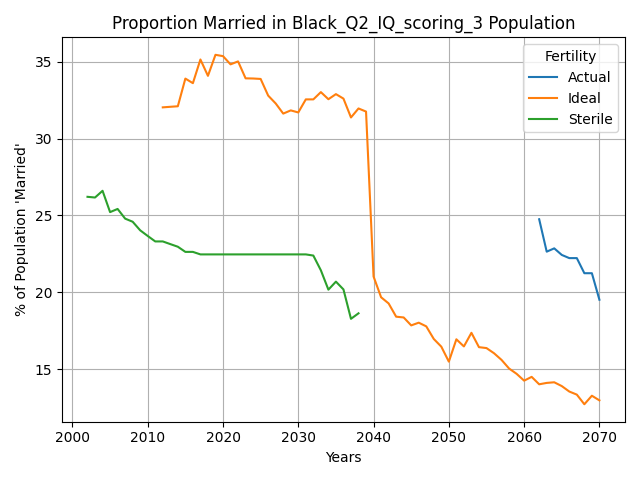 Proportion Married in Black_Q2_IQ_scoring_3 Population
% of Population 'Married'
35
30
25
20
15
Fertility
Actual
Ideal
Sterile
2000 2010 2020 2030 2040 2050 2060 2070
Years